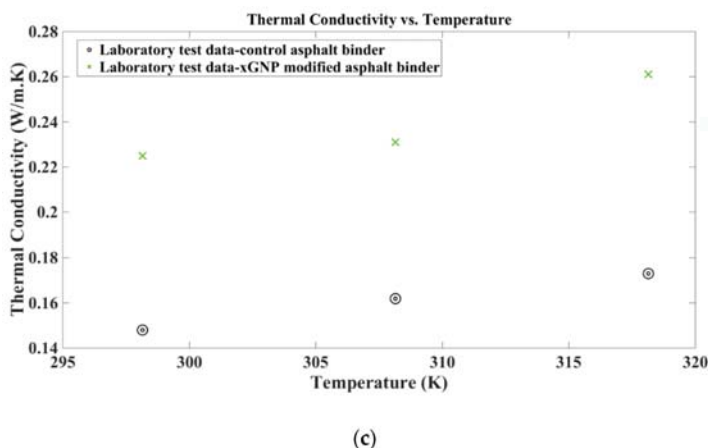 Thermal Conductivity vs. Temperature
0.28
Laboratory test data-control asphalt binder
Laboratory test data-xGNP modified asphalt binder
0.26
0.24
0.22
0.2
0.18
0.16
0.14
Thermal Conductivity (W/m.K)
295 300 305 310 315 320
Temperature (K)
(c)